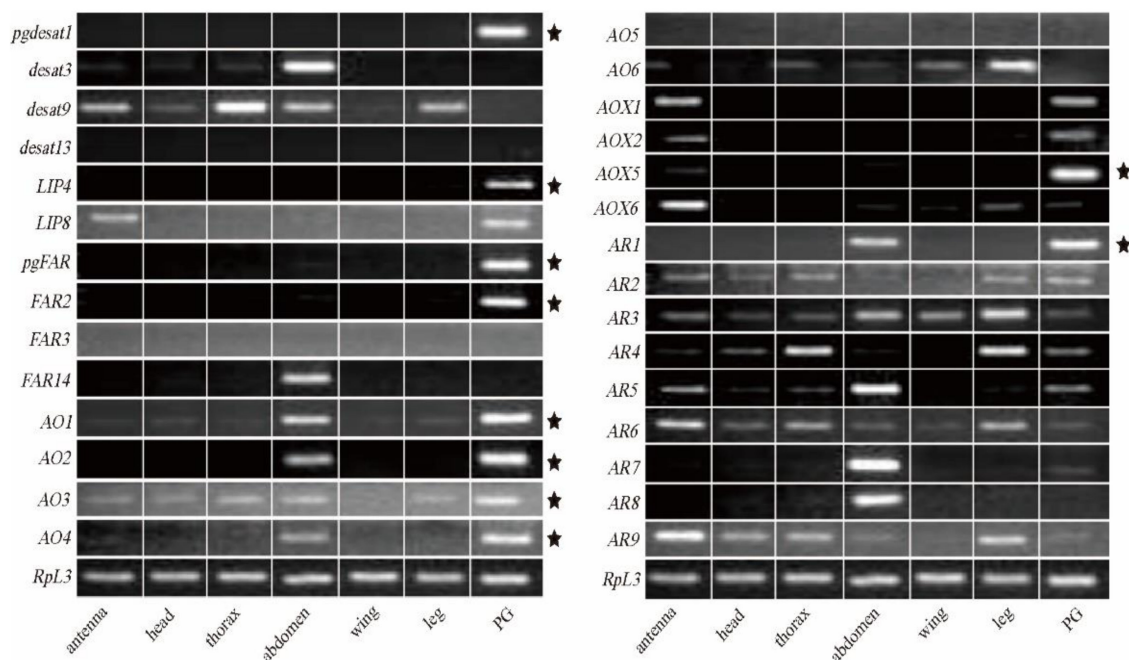 pgdesat1
desat3
desat9
desat13
LIP4
LIP8
pgFAR
FAR2
FAR3
FAR14
AO1
AO2
AO3
AO4
RpL3
antenna
head
thorax
abdomen
wing
leg
PG
AO5
AO6
AOX1
AOX2
AOX5
AOX6
AR1
AR2
AR3
AR4
AR5
AR6
AR7
AR8
AR9
RpL3
antenna
head
thorax
abdomen
wing
leg
PG